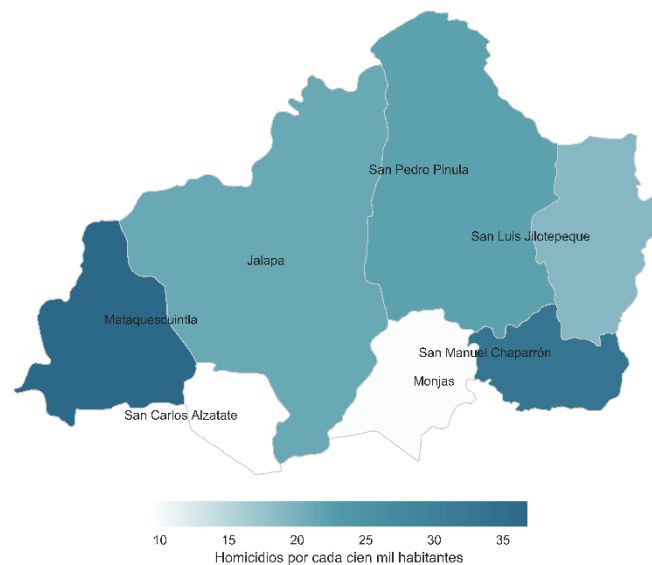 San Pedro Pinula
San Luis Jilotepeque
Jalapa
Mataquescuintla
San Manuel Chaparrón
Monjas
San Carlos Alzatate
10 15 20 25 30 35
Homicidios por cada cien mil habitantes